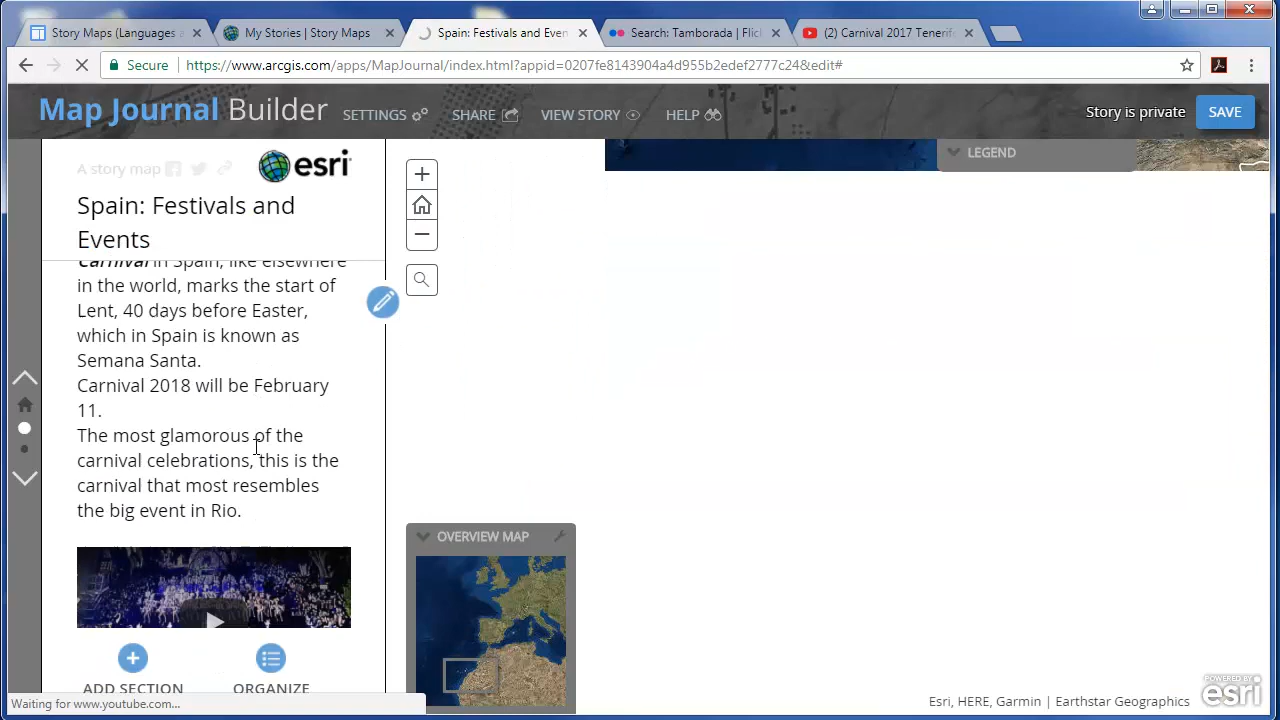 Story Maps (Languages a
My Stories | Story Maps
Spain: Festivals and Even
Search: Tamborada | Flick
(2) Carnival 2017 Tenerife
Secure
https://www.arcgis.com/apps/MapJournal/index.html?appid=0207fe8143904a4d955b2edef2777c24&edit#
Map Journal Builder
SETTINGS
SHARE
VIEW STORY
HELP
Story is private
SAVE
A story map
esri
LEGEND
Spain: Festivals and
Events
Carnival in Spain, like elsewhere
in the world, marks the start of
Lent, 40 days before Easter,
which in Spain is known as
Semana Santa.
Carnival 2018 will be February
11.
The most glamorous of the
carnival celebrations, this is the
carnival that most resembles
the big event in Rio.
OVERVIEW MAP
ADD SECTION
ORGANIZE
Waiting for www.youtube.com...
Esri, HERE, Garmin | Earthstar Geographics
POWERED BY
esri